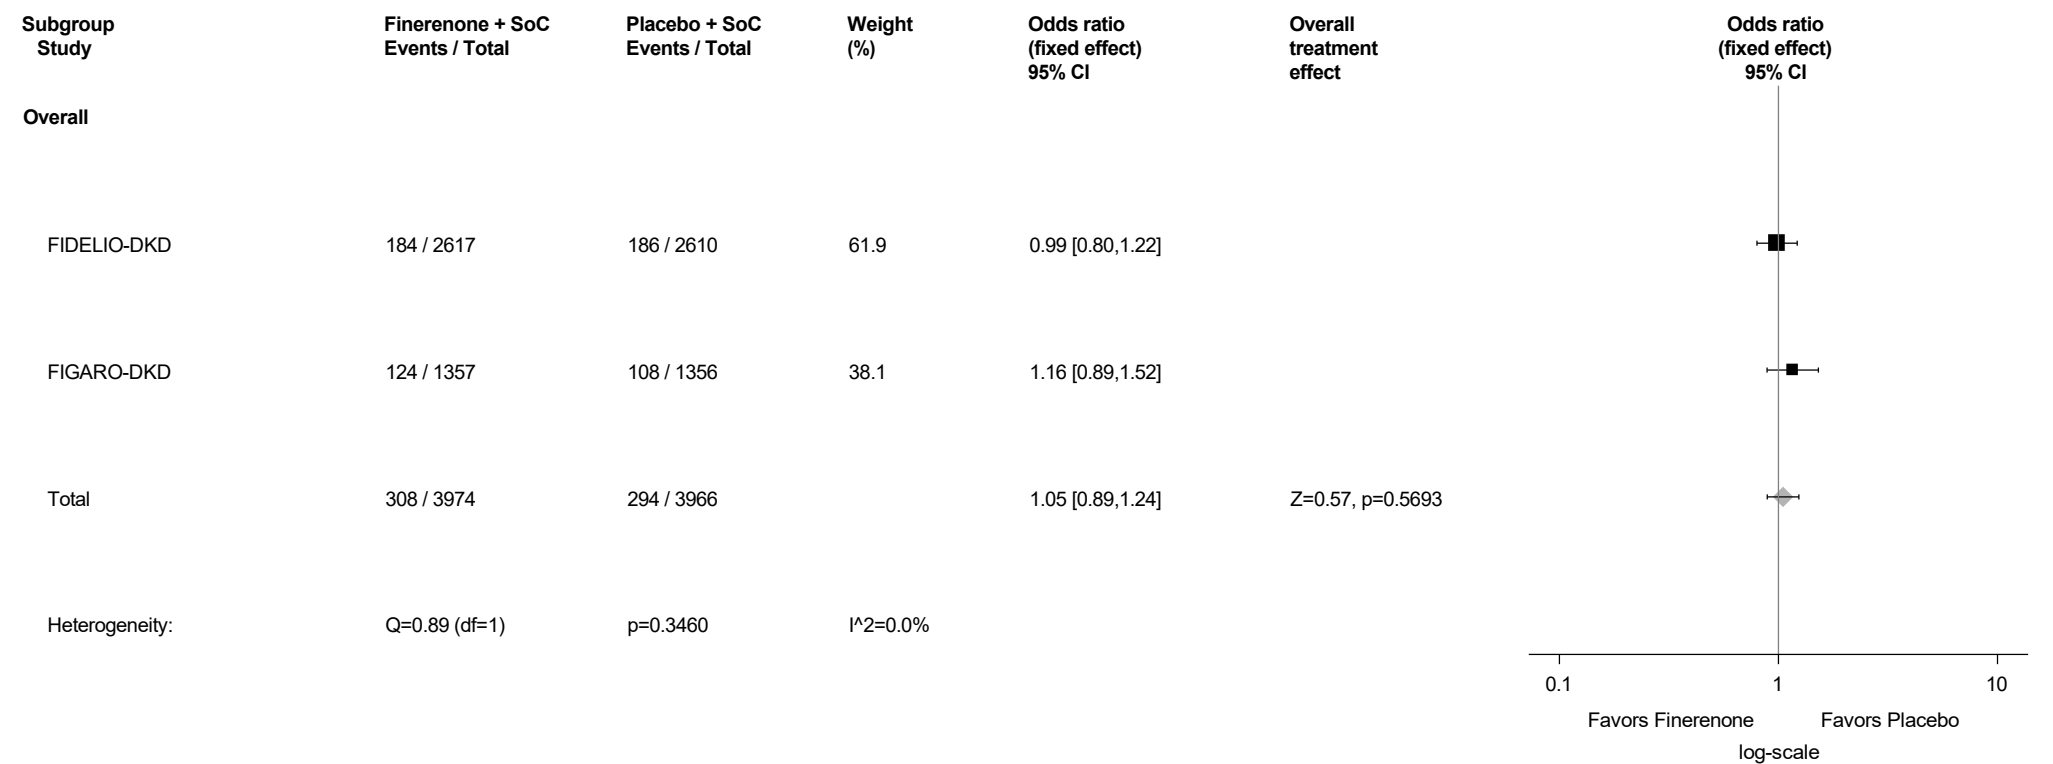 Subgroup Finerenone + SoC Placebo + SoC Weight Odds ratio Overall Odds ratio
Study Events / Total Events / Total (%) (fixed effect) treatment (fixed effect)
95% CI effect 95% CI
Overall
FIDELIO-DKD 184 / 2617 186 / 2610 61.9 0.99 [0.80,1.22]
FIGARO-DKD 124 / 1357 108 / 1356 38.1 1.16 [0.89,1.52]
Total 308 / 3974 294 / 3966 1.05 [0.89,1.24] Z=0.57, p=0.5693
Heterogeneity: Q=0.89 (df=1) p=0.3460 I^2=0.0%
0.1 1 10
Favors Finerenone Favors Placebo
log-scale